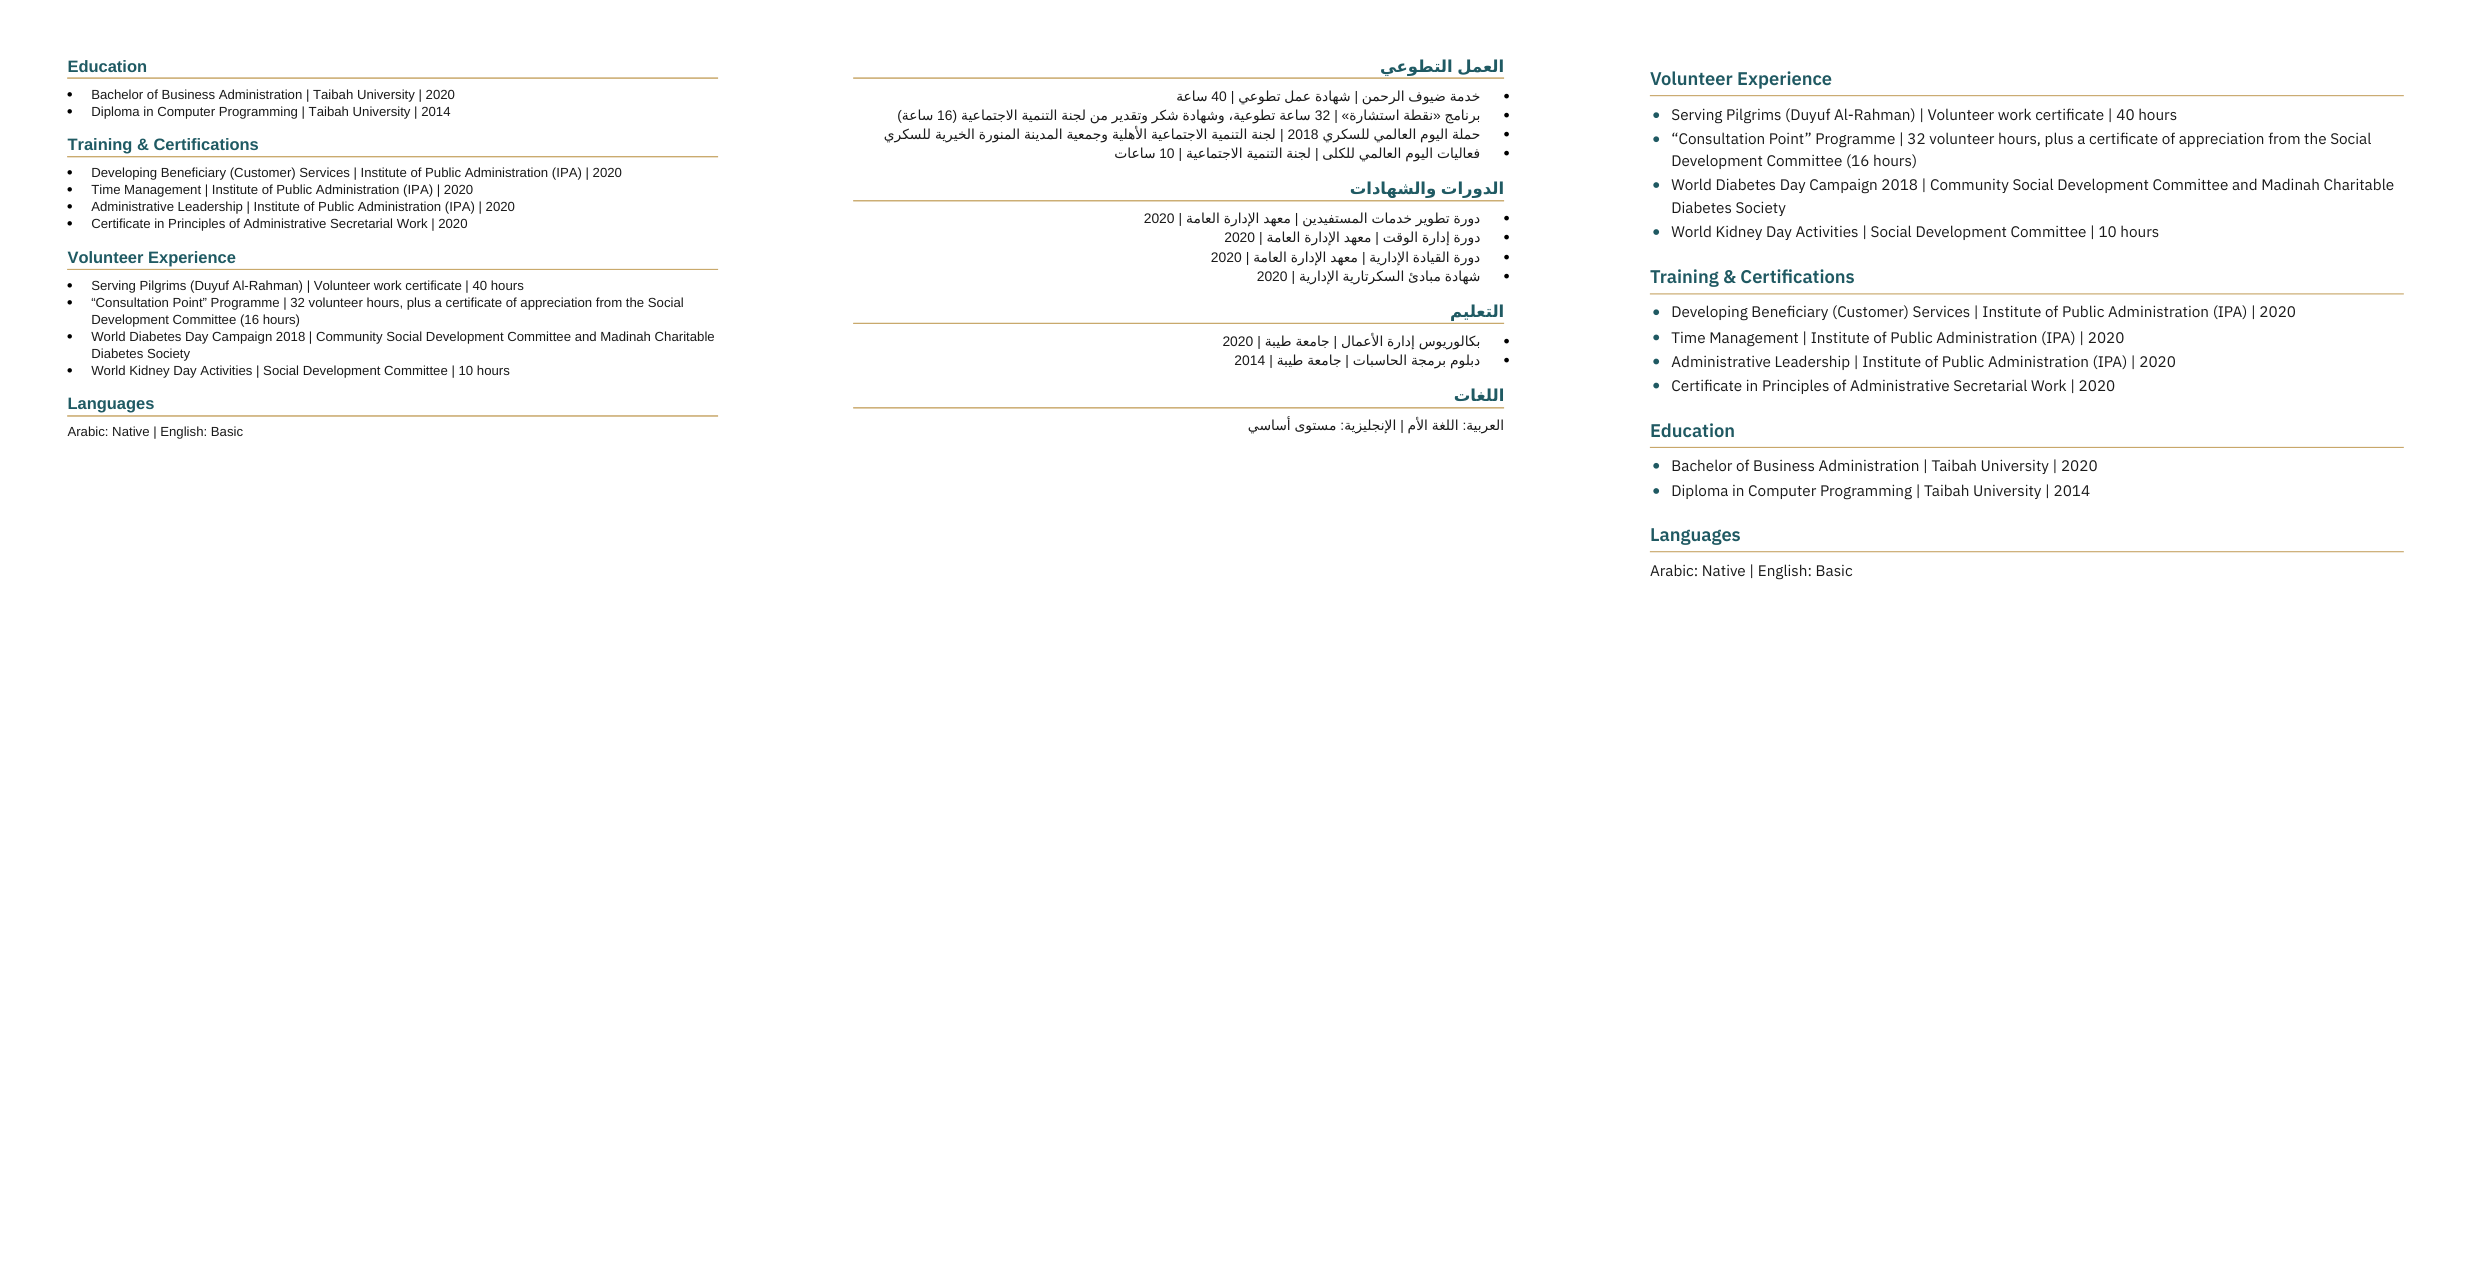 Education
• Bachelor of Business Administration | Taibah University | 2020
• Diploma in Computer Programming | Taibah University | 2014
Training & Certifications
• Developing Beneficiary (Customer) Services | Institute of Public Administration (IPA) | 2020
• Time Management | Institute of Public Administration (IPA) | 2020
• Administrative Leadership | Institute of Public Administration (IPA) | 2020
• Certificate in Principles of Administrative Secretarial Work | 2020
Volunteer Experience
• Serving Pilgrims (Duyuf Al-Rahman) | Volunteer work certificate | 40 hours
• “Consultation Point” Programme | 32 volunteer hours, plus a certificate of appreciation from the Social
Development Committee (16 hours)
• World Diabetes Day Campaign 2018 | Community Social Development Committee and Madinah Charitable
Diabetes Society
• World Kidney Day Activities | Social Development Committee | 10 hours
Languages
Arabic: Native | English: Basic
العمل التطوعي
• خدمة ضيوف الرحمن | شهادة عمل تطوعي | 40 ساعة
• برنامج «نقطة استشارة» | 32 ساعة تطوعية، وشهادة شكر وتقدير من لجنة التنمية الاجتماعية (16 ساعة)
• حملة اليوم العالمي للسكري 2018 | لجنة التنمية الاجتماعية الأهلية وجمعية المدينة المنورة الخيرية للسكري
• فعاليات اليوم العالمي للكلى | لجنة التنمية الاجتماعية | 10 ساعات
الدورات والشهادات
• دورة تطوير خدمات المستفيدين | معهد الإدارة العامة | 2020
• دورة إدارة الوقت | معهد الإدارة العامة | 2020
• دورة القيادة الإدارية | معهد الإدارة العامة | 2020
• شهادة مبادئ السكرتارية الإدارية | 2020
التعليم
• بكالوريوس إدارة الأعمال | جامعة طيبة | 2020
• دبلوم برمجة الحاسبات | جامعة طيبة | 2014
اللغات
العربية: اللغة الأم | الإنجليزية: مستوى أساسي
Volunteer Experience
• Serving Pilgrims (Duyuf Al-Rahman) | Volunteer work certificate | 40 hours
• “Consultation Point” Programme | 32 volunteer hours, plus a certificate of appreciation from the Social
Development Committee (16 hours)
• World Diabetes Day Campaign 2018 | Community Social Development Committee and Madinah Charitable
Diabetes Society
• World Kidney Day Activities | Social Development Committee | 10 hours
Training & Certifications
• Developing Beneficiary (Customer) Services | Institute of Public Administration (IPA) | 2020
• Time Management | Institute of Public Administration (IPA) | 2020
• Administrative Leadership | Institute of Public Administration (IPA) | 2020
• Certificate in Principles of Administrative Secretarial Work | 2020
Education
• Bachelor of Business Administration | Taibah University | 2020
• Diploma in Computer Programming | Taibah University | 2014
Languages
Arabic: Native | English: Basic